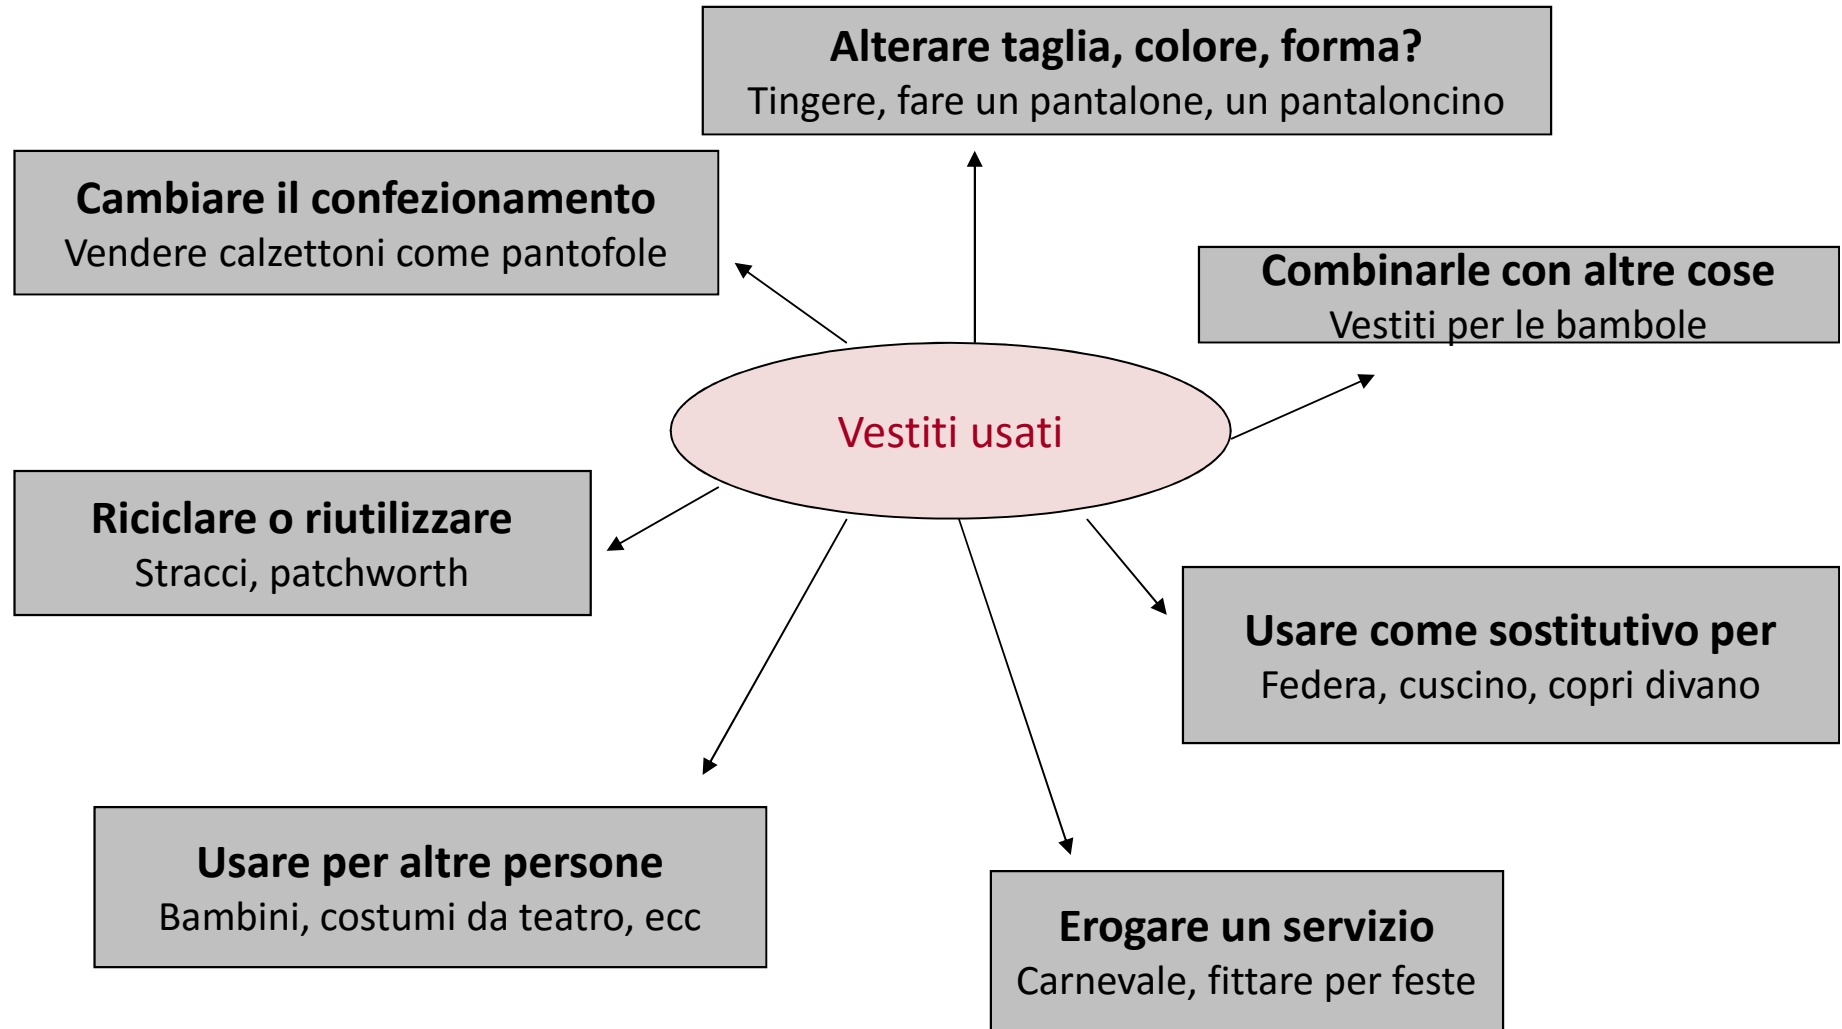 Alterare taglia, colore, forma?
Tingere, fare un pantalone, un pantaloncino
Cambiare il confezionamento
Vendere calzettoni come pantofole
Combinarle con altre cose
Vestiti per le bambole
Vestiti usati
Riciclare o riutilizzare
Stracci, patchworth
Usare come sostitutivo per
Federa, cuscino, copri divano
Usare per altre persone
Bambini, costumi da teatro, ecc
Erogare un servizio
Carnevale, fittare per feste